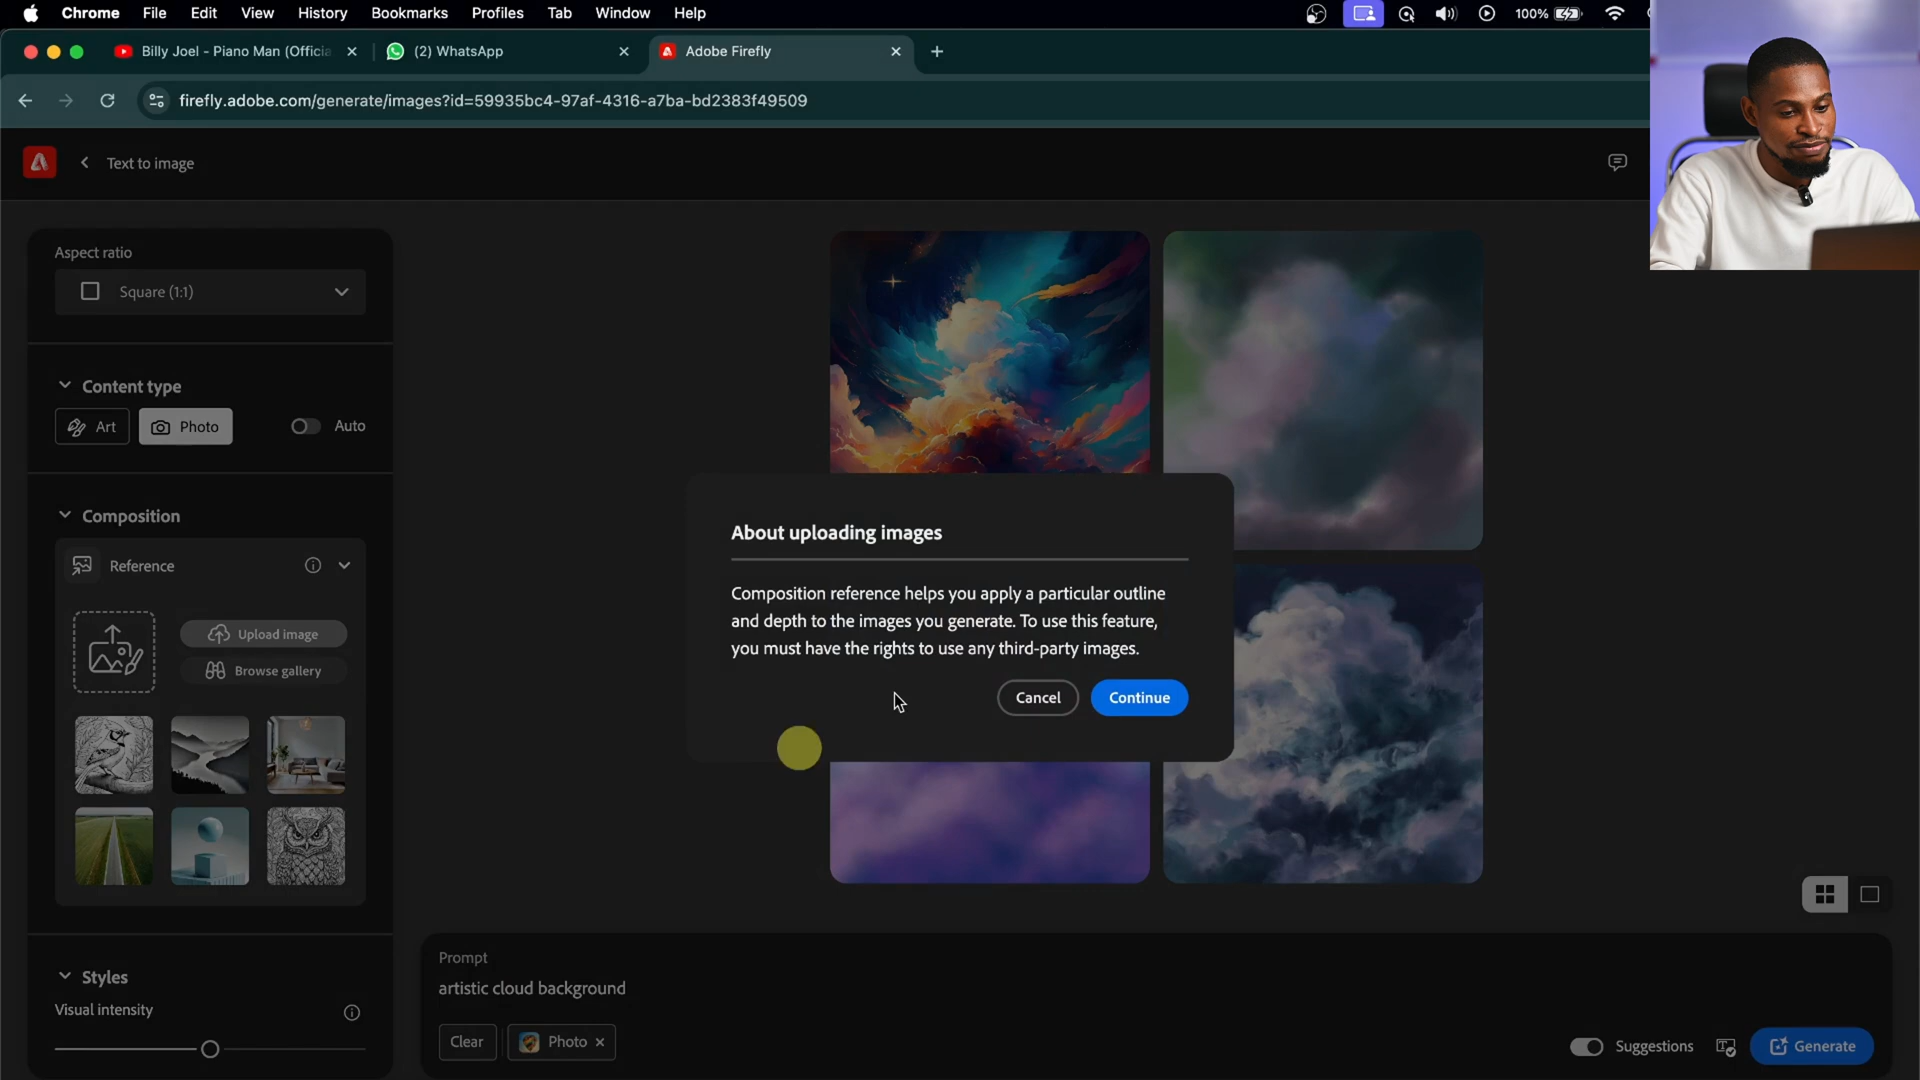 Chrome File Edit View History Bookmarks Profiles Tab Window Help 100%
Billy Joel - Piano Man (Officia
(2) WhatsApp
Adobe Firefly
firefly.adobe.com/generate/images?id=59935bc4-97af-4316-a7ba-bd2383f49509
Text to image
Aspect ratio
Square (1:1)
Content type
Art
Photo
Auto
Composition
Reference
Upload image
Browse gallery
Styles
Visual intensity
About uploading images
Composition reference helps you apply a particular outline
and depth to the images you generate. To use this feature,
you must have the rights to use any third-party images.
Cancel
Continue
Prompt
artistic cloud background
Clear
Photo
Suggestions
Generate